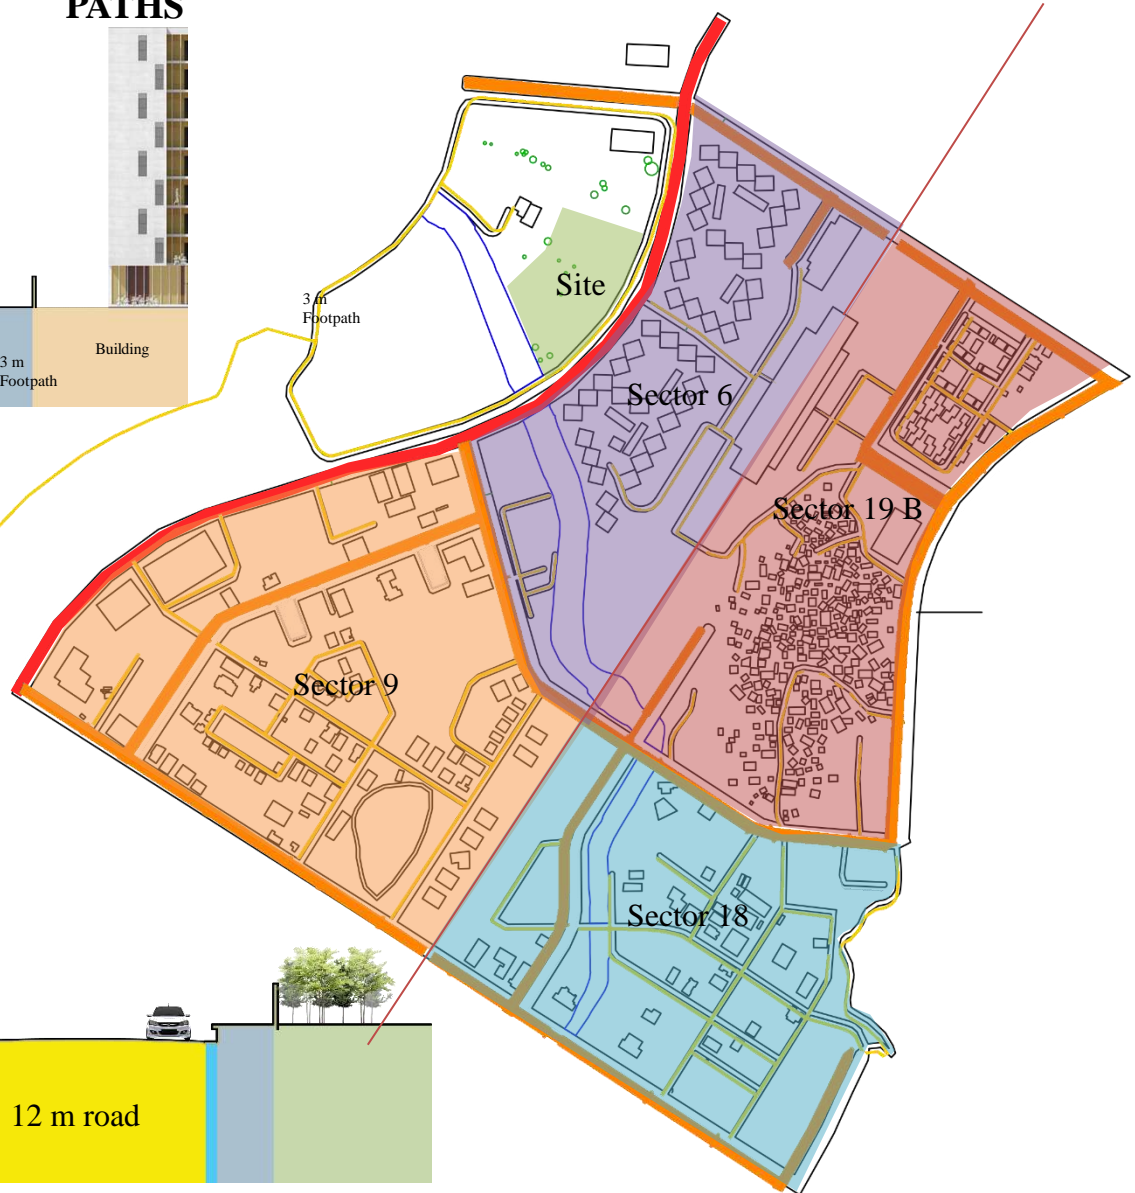 PATHS
Site
3 m
Footpath
Building
3 m
Footpath
Sector 6
Sector 19 B
Sector 9
Sector 18
12 m road